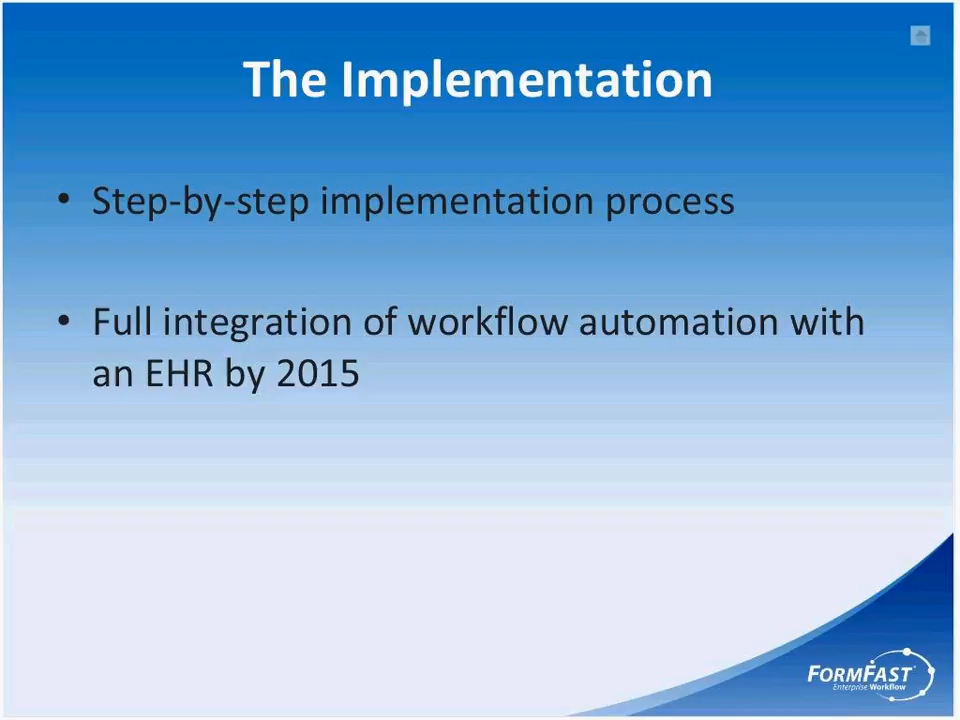 The Implementation
• Step-by-step implementation process
• Full integration of workflow automation with
an EHR by 2015
FORMFAST
Enterprise Workflow